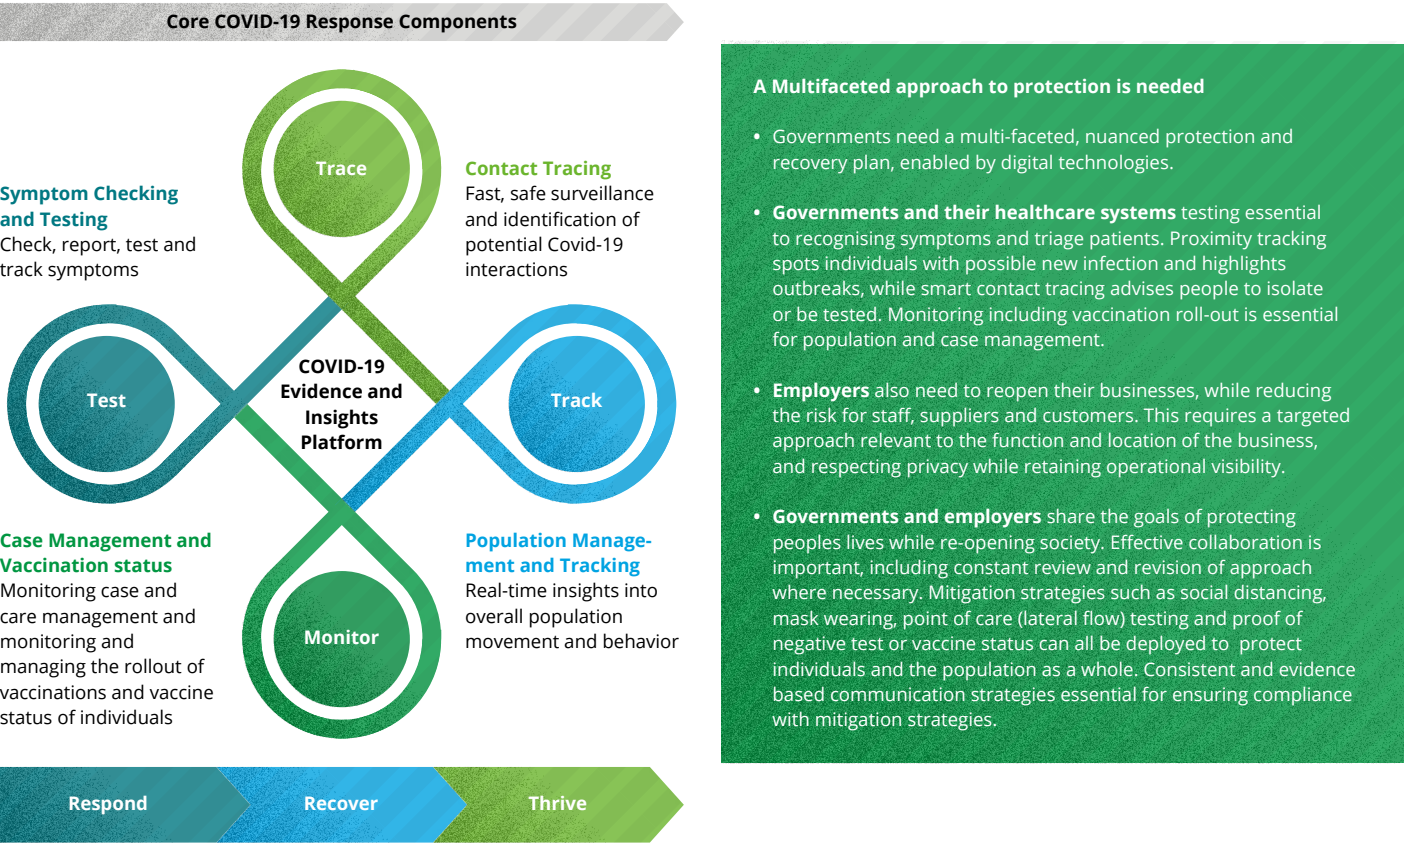 Core COVID-19 Response Components
Trace
Symptom Checking
and Testing
Check, report, test and
track symptoms
Contact Tracing
Fast, safe surveillance
and identification of
potential Covid-19
interactions
Test
COVID-19
Evidence and
Insights
Platform
Track
Case Management and
Vaccination status
Monitoring case and
care management and
monitoring and
managing the rollout of
vaccinations and vaccine
status of individuals
Monitor
Population Manage-
ment and Tracking
Real-time insights into
overall population
movement and behavior
Respond
Recover
Thrive
A Multifaceted approach to protection is needed
• Governments need a multi-faceted, nuanced protection and
recovery plan, enabled by digital technologies.
• Governments and their healthcare systems testing essential
to recognising symptoms and triage patients. Proximity tracking
spots individuals with possible new infection and highlights
outbreaks, while smart contact tracing advises people to isolate
or be tested. Monitoring including vaccination roll-out is essential
for population and case management.
• Employers also need to reopen their businesses, while reducing
the risk for staff, suppliers and customers. This requires a targeted
approach relevant to the function and location of the business,
and respecting privacy while retaining operational visibility.
• Governments and employers share the goals of protecting
peoples lives while re-opening society. Effective collaboration is
important, including constant review and revision of approach
where necessary. Mitigation strategies such as social distancing,
mask wearing, point of care (lateral flow) testing and proof of
negative test or vaccine status can all be deployed to  protect
individuals and the population as a whole. Consistent and evidence
based communication strategies essential for ensuring compliance
with mitigation strategies.